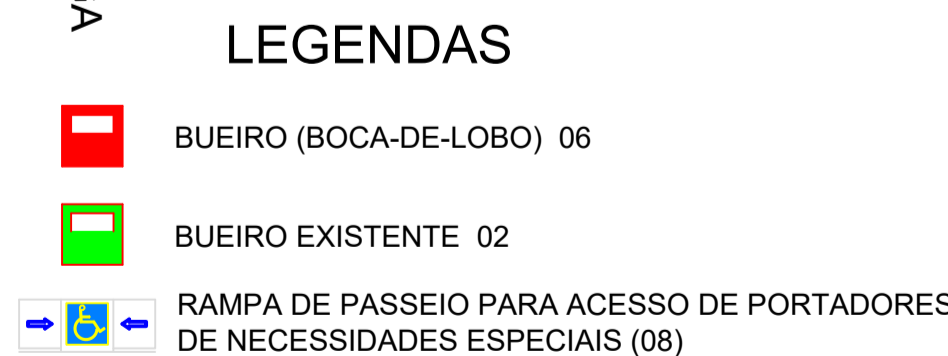 LEGENDAS
BUEIRO (BOCA-DE-LOBO) 06
BUEIRO EXISTENTE 02
RAMPA DE PASSEIO PARA ACESSO DE PORTADORES
DE NECESSIDADES ESPECIAIS (08)